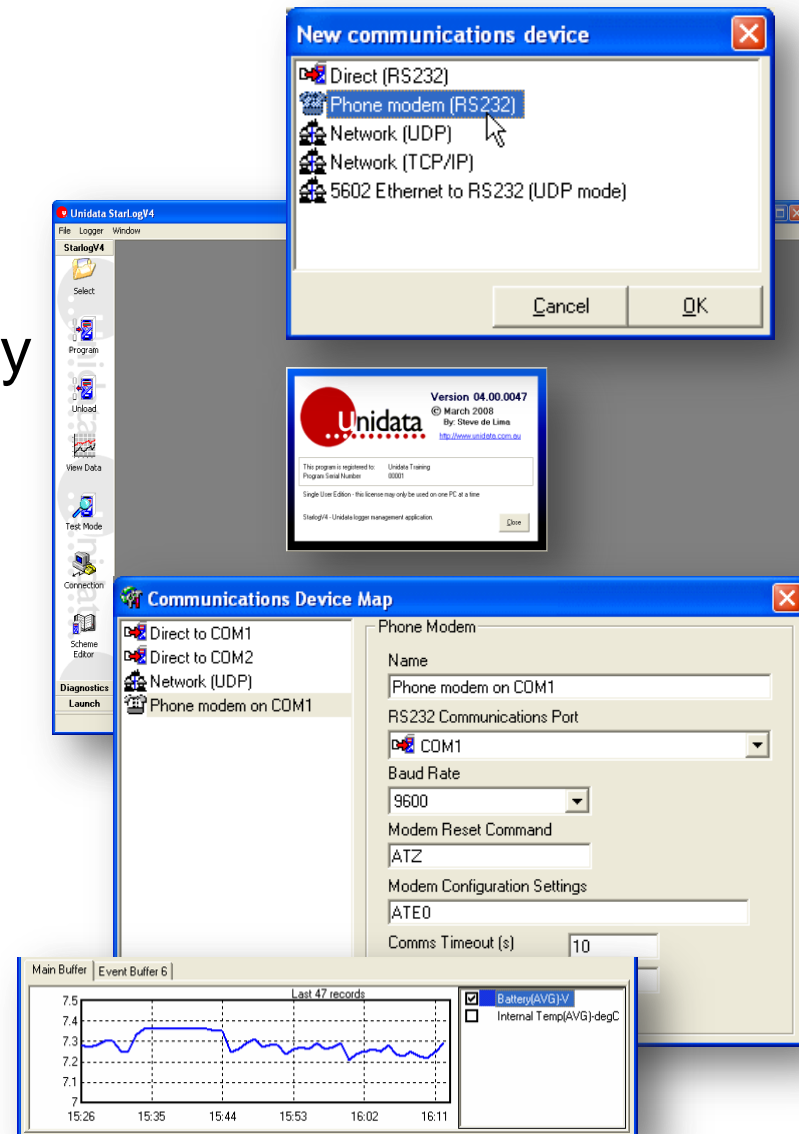 New communications device
Direct (RS232)
Phone modem (RS232)
Network (UDP)
Network (TCP/IP)
5602 Ethernet to RS232 (UDP mode)
Cancel
OK
Unidata StarLogV4
File Logger Window
StarlogV4
Select
Program
Unload
View Data
Test Mode
Connection
Scheme
Editor
Diagnostics
Launch
y
Unidata
Version 04.00.0047
© March 2008
By: Steve de Lima
http://www.unidata.com.au
This program is registered to: Unidata Training
Program Serial Number 00001
Single User Edition - this license may only be used on one PC at a time
StarlogV4 - Unidata logger management application.
Close
Communications Device Map
Direct to COM1
Direct to COM2
Network (UDP)
Phone modem on COM1
Phone Modem
Name
Phone modem on COM1
RS232 Communications Port
COM1
Baud Rate
9600
Modem Reset Command
ATZ
Modem Configuration Settings
ATE0
Comms Timeout (s) 10
Main Buffer Event Buffer 6
Last 47 records
7.5
7.4
7.3
7.2
7.1
7
15:26 15:35 15:44 15:53 16:02 16:11
Battery(AVG)-V
Internal Temp(AVG)-degC